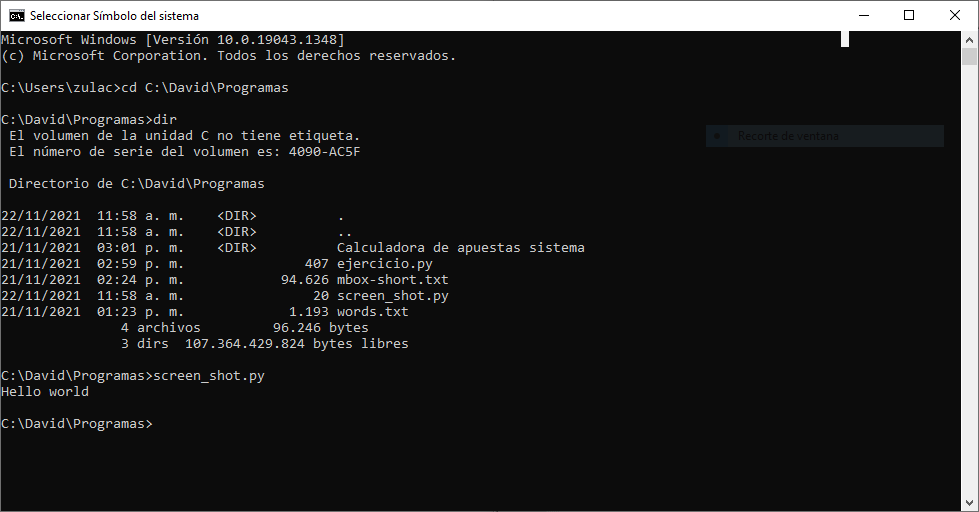 Seleccionar Símbolo del sistema
Microsoft Windows [Versión 10.0.19043.1348]
(c) Microsoft Corporation. Todos los derechos reservados.
C:\Users\zulac>cd C:\David\Programas
C:\David\Programas>dir
El volumen de la unidad C no tiene etiqueta.
El número de serie del volumen es: 4090-AC5F
Recorte de ventana
Directorio de C:\David\Programas
22/11/2021  11:58 a. m.    <DIR>          .
22/11/2021  11:58 a. m.    <DIR>          ..
21/11/2021  03:01 p. m.    <DIR>          Calculadora de apuestas sistema
21/11/2021  02:59 p. m.               407 ejercicio.py
21/11/2021  02:24 p. m.            94.626 mbox-short.txt
22/11/2021  11:58 a. m.                20 screen_shot.py
21/11/2021  01:23 p. m.             1.193 words.txt
4 archivos         96.246 bytes
3 dirs  107.364.429.824 bytes libres
C:\David\Programas>screen_shot.py
Hello world
C:\David\Programas>